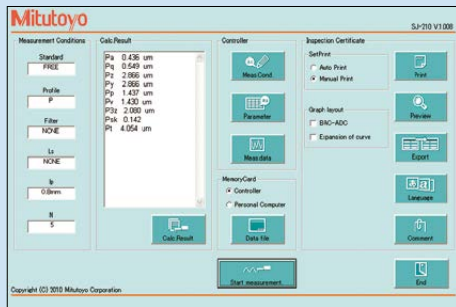 Mitutoyo
SJ-210 V1.008
Measurement Conditions
Standard
FREE
Profile
P
Filter
NONE
Ls
NONE
lp
0.8mm
N
5
Calc.Result
Pa 0.436 um
Pq 0.549 um
Pz 2.866 um
Py 2.866 um
Pp 1.437 um
Pv 1.430 um
P3z 2.080 um
Psk 0.142
Pt 4.054 um
Calc.Result
Controller
Meas.Cond.
Parameter
Meas.data
MemoryCard
Controller
Personal Computer
Data file
Start measurement.
Inspection Certificate
SetPrint
Auto Print
Manual Print
Graph layout
BAC-ADC
Expansion of curve
Print
Preview
Export
Language
Comment
End
Copyright (C) 2010 Mitutoyo Corporation